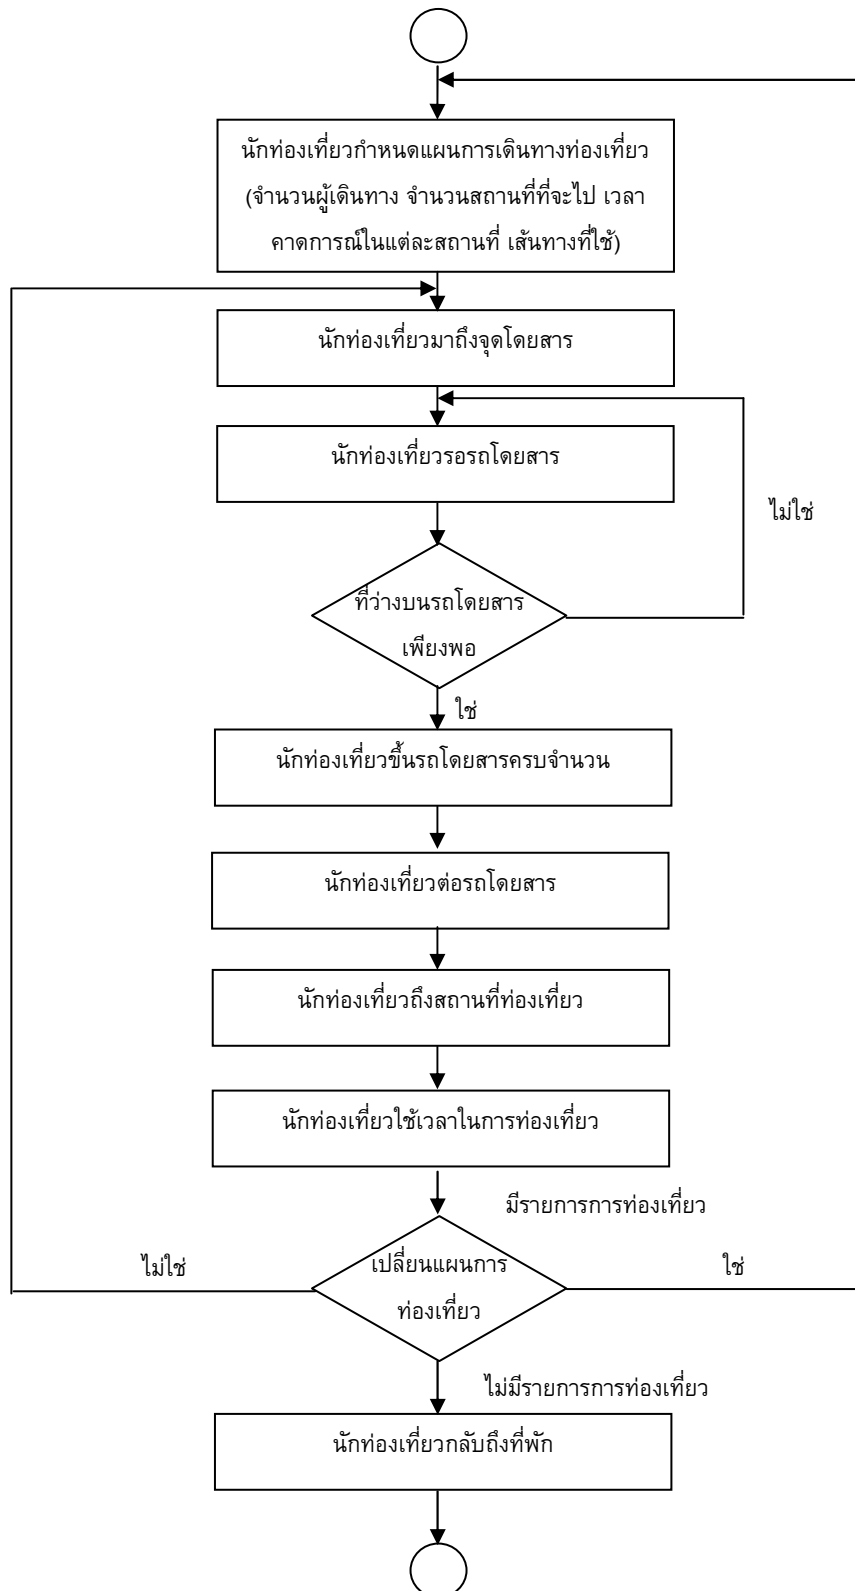 นักท่องเที่ยวกำหนดแผนการเดินทางท่องเที่ยว
(จำนวนผู้เดินทาง จำนวนสถานที่ที่จะไป เวลา
คาดการณ์ในแต่ละสถานที่ เส้นทางที่ใช้)
นักท่องเที่ยวมาถึงจุดโดยสาร
นักท่องเที่ยวรอรถโดยสาร
ไม่ใช่
ที่ว่างบนรถโดยสาร
เพียงพอ
ใช่
นักท่องเที่ยวขึ้นรถโดยสารครบจำนวน
นักท่องเที่ยวต่อรถโดยสาร
นักท่องเที่ยวถึงสถานที่ท่องเที่ยว
นักท่องเที่ยวใช้เวลาในการท่องเที่ยว
มีรายการการท่องเที่ยว
ไม่ใช่
เปลี่ยนแผนการ
ท่องเที่ยว
ใช่
ไม่มีรายการการท่องเที่ยว
นักท่องเที่ยวกลับถึงที่พัก